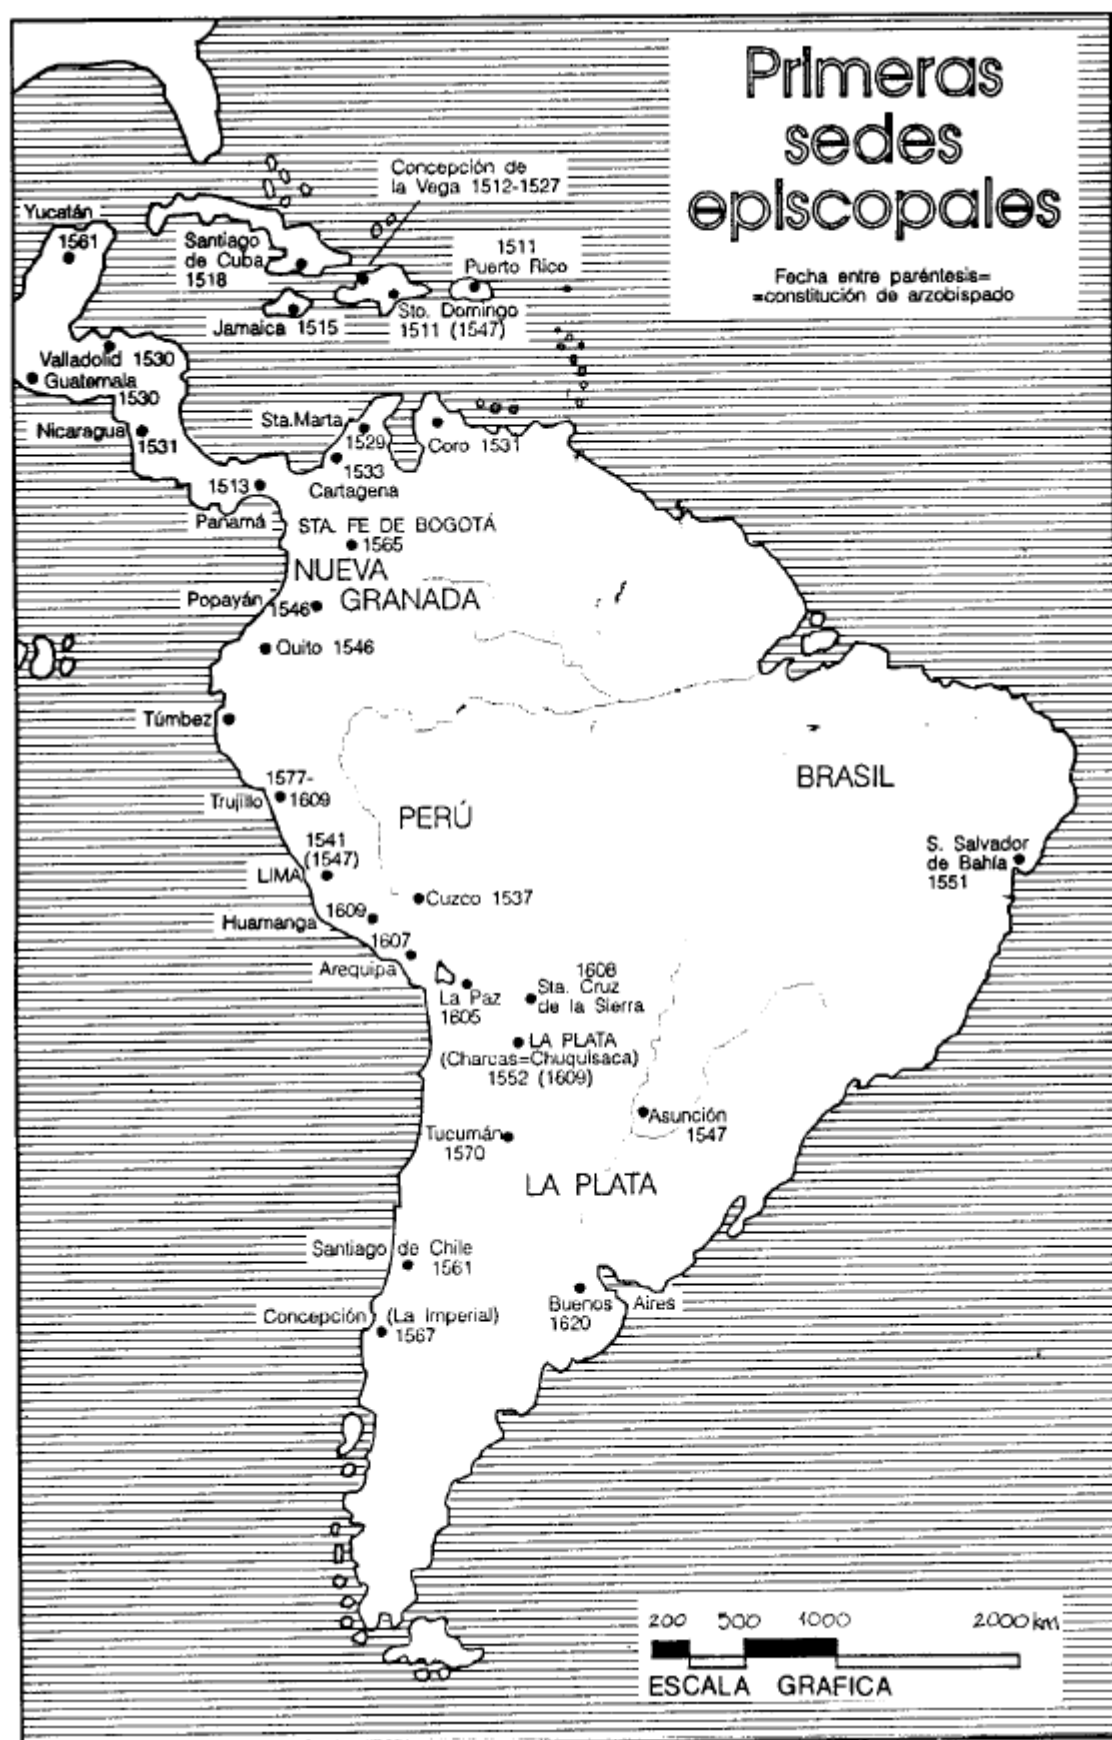 Primeras
sedes
episcopales
Fecha entre paréntesis=
=constitución de arzobispado
Concepción de
la Vega 1512-1527
Yucatán
1561
Santiago
de Cuba
1518
1511
Puerto Rico
Jamaica 1515
Sto. Domingo
1511 (1547)
Valladolid 1530
Guatemala
1530
Nicaragua
1531
Sta.Marta
1529
Coro 1531
1533
Cartagena
1513
Panamá
STA. FE DE BOGOTÁ
1565
NUEVA
GRANADA
Popayán
1546
Quito 1546
Túmbez
BRASIL
1577-
1609
Trujillo
PERÚ
1541
(1547)
LIMA
S. Salvador
de Bahía
1551
Cuzco 1537
1609
Huamanga
1607
Arequipa
La Paz
1605
1608
Sta. Cruz
de la Sierra
LA PLATA
(Charcas=Chuquisaca)
1552 (1609)
Asunción
1547
Tucumán
1570
LA PLATA
Santiago de Chile
1561
Concepción (La Imperial)
1567
Buenos Aires
1620
200 500 1000 2000 km
ESCALA GRAFICA